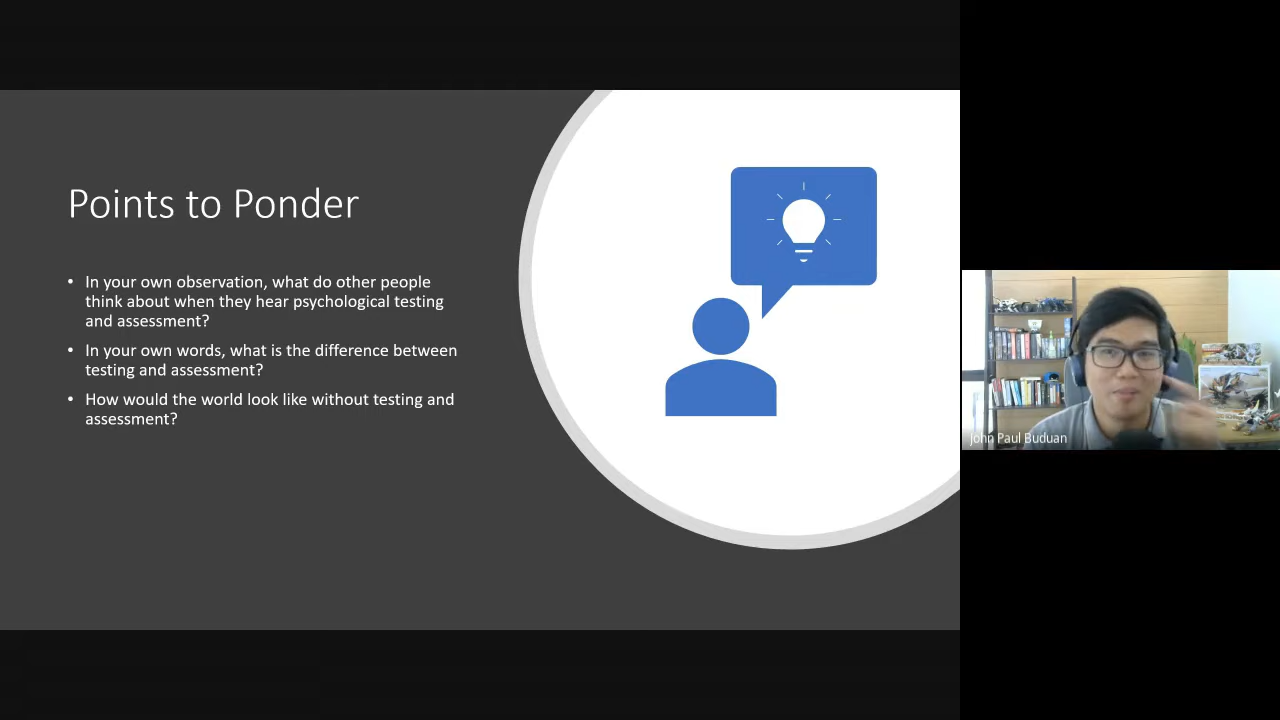 Points to Ponder
• In your own observation, what do other people
think about when they hear psychological testing
and assessment?
• In your own words, what is the difference between
testing and assessment?
• How would the world look like without testing and
assessment?
John Paul Buduan